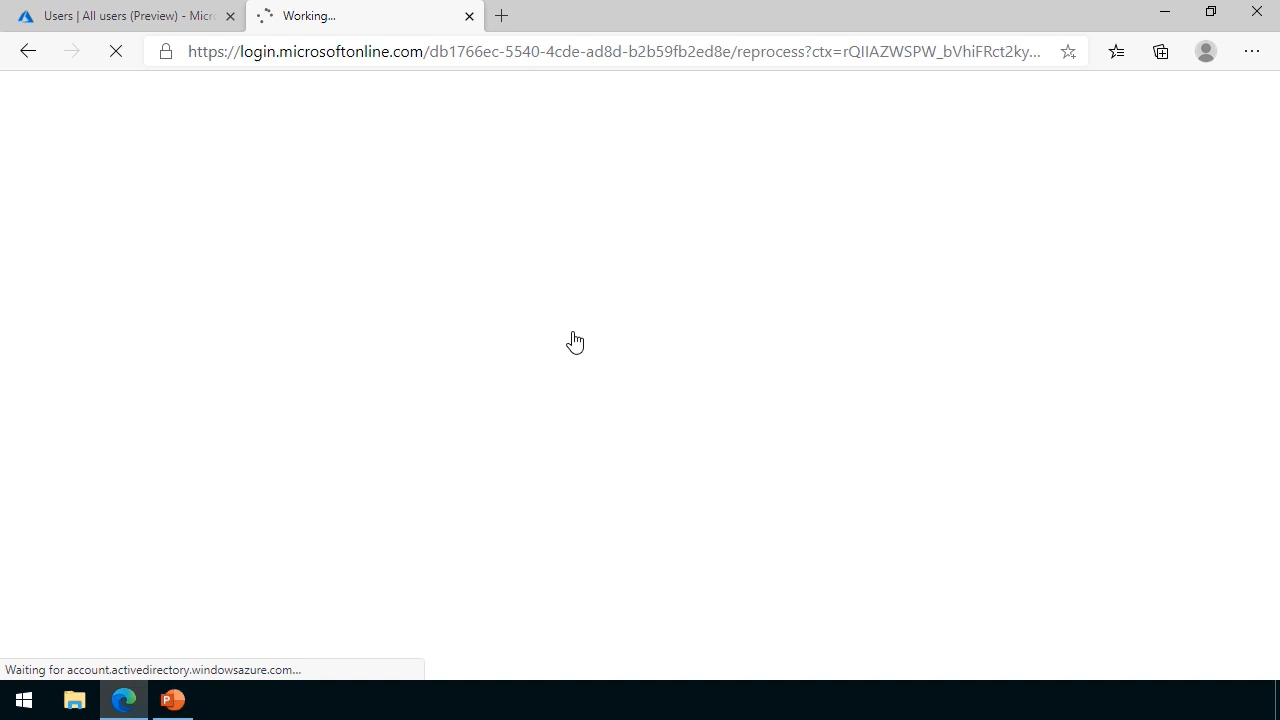 Users | All users (Preview) - Micr
Working...
https://login.microsoftonline.com/db1766ec-5540-4cde-ad8d-b2b59fb2ed8e/reprocess?ctx=rQIIAZWSPW_bVhiFRct2ky...
Waiting for account.activedirectory.windowsazure.com...
P